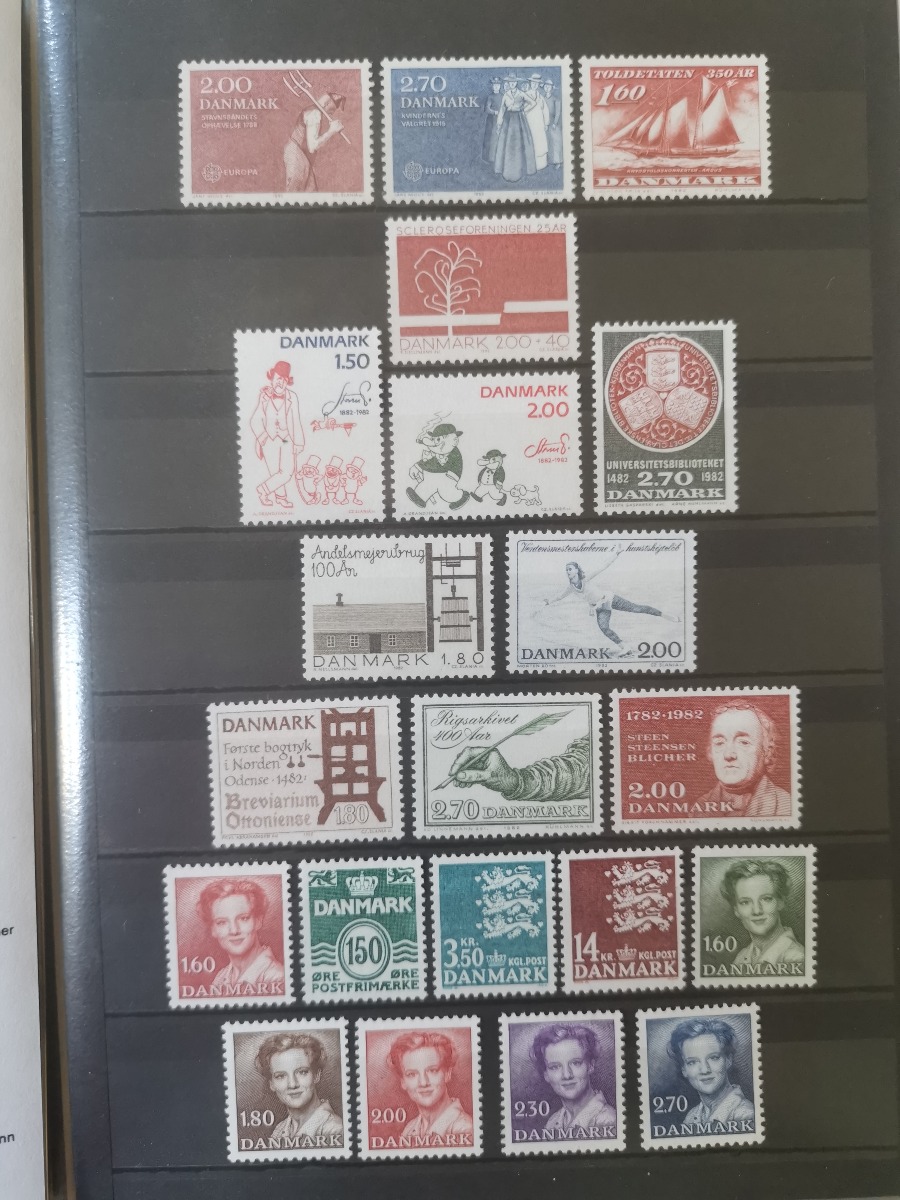 2.00
DANMARK
STAVNSBÅNDETS
OPHÆVELSE 1788
EUROPA
2.70
DANMARK
KVINDERNES
VALGRET 1915
EUROPA
TOLDETATEN 350 ÅR
160
DANMARK
SCLEROSEFORENINGEN 25 ÅR
DANMARK 200 + 40
DANMARK
1.50
1882-1982
DANMARK
2.00
1882-1982
UNIVERSITETSBIBLIOTEKET
1482 2.70 1982
DANMARK
Andelsmejeribrug
100 År
DANMARK 1.80
Verdensmesterskaberne i kunstskøjteløb
DANMARK 2.00
DANMARK
Første bogtryk
i Norden
Odense · 1482 ·
Breviarium
Ottoniense 1.80
Rigsarkivet
400 Aar
2.70 DANMARK
1782 · 1982
STEEN
STEENSEN
BLICHER
2.00
DANMARK
1.60
DANMARK
DANMARK
150
ØRE ØRE
POSTFRIMÆRKE
3.50 KR. KGL. POST
DANMARK
14 KR. KGL. POST
DANMARK
1.60
DANMARK
1.80
DANMARK
2.00
DANMARK
2.30
DANMARK
2.70
DANMARK